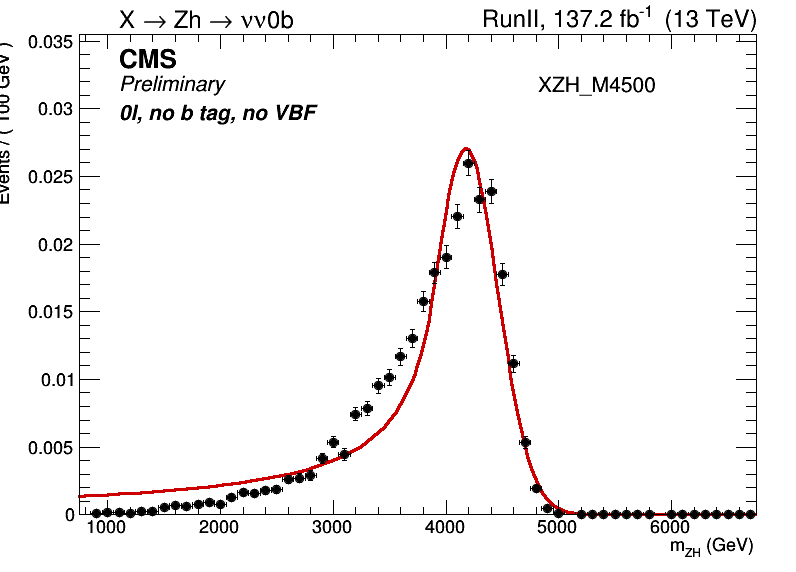 X → Zh → νν0b
RunII, 137.2 fb⁻¹ (13 TeV)
CMS
Preliminary
0l, no b tag, no VBF
XZH_M4500
Events / ( 100 GeV )
0.035
0.03
0.025
0.02
0.015
0.01
0.005
0
1000 2000 3000 4000 5000 6000
m_ZH (GeV)